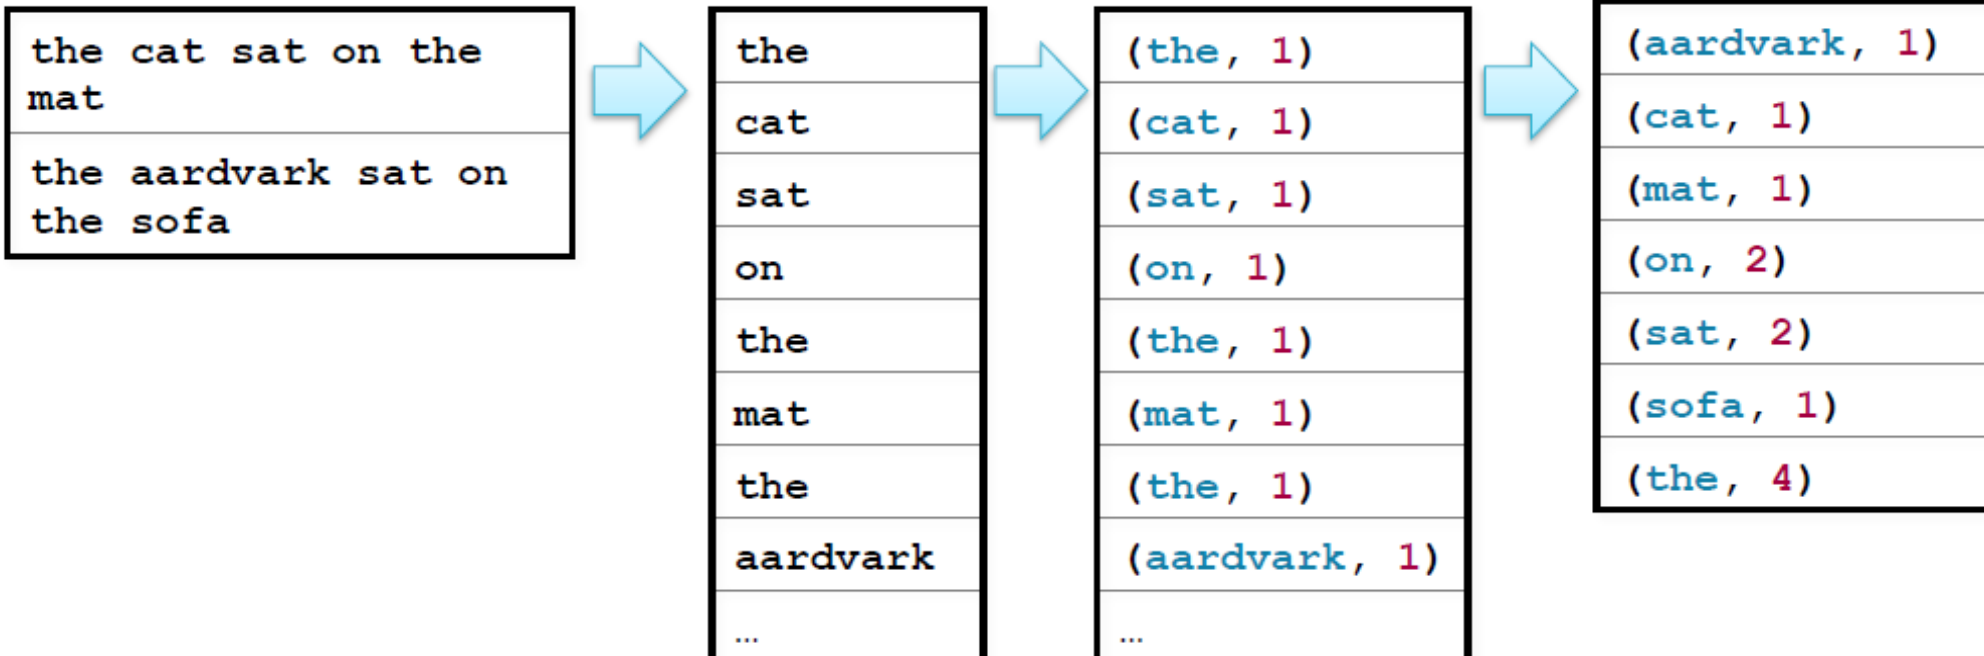 the cat sat on the
mat
the aardvark sat on
the sofa
the
cat
sat
on
the
mat
the
aardvark
...
(the, 1)
(cat, 1)
(sat, 1)
(on, 1)
(the, 1)
(mat, 1)
(the, 1)
(aardvark, 1)
...
(aardvark, 1)
(cat, 1)
(mat, 1)
(on, 2)
(sat, 2)
(sofa, 1)
(the, 4)